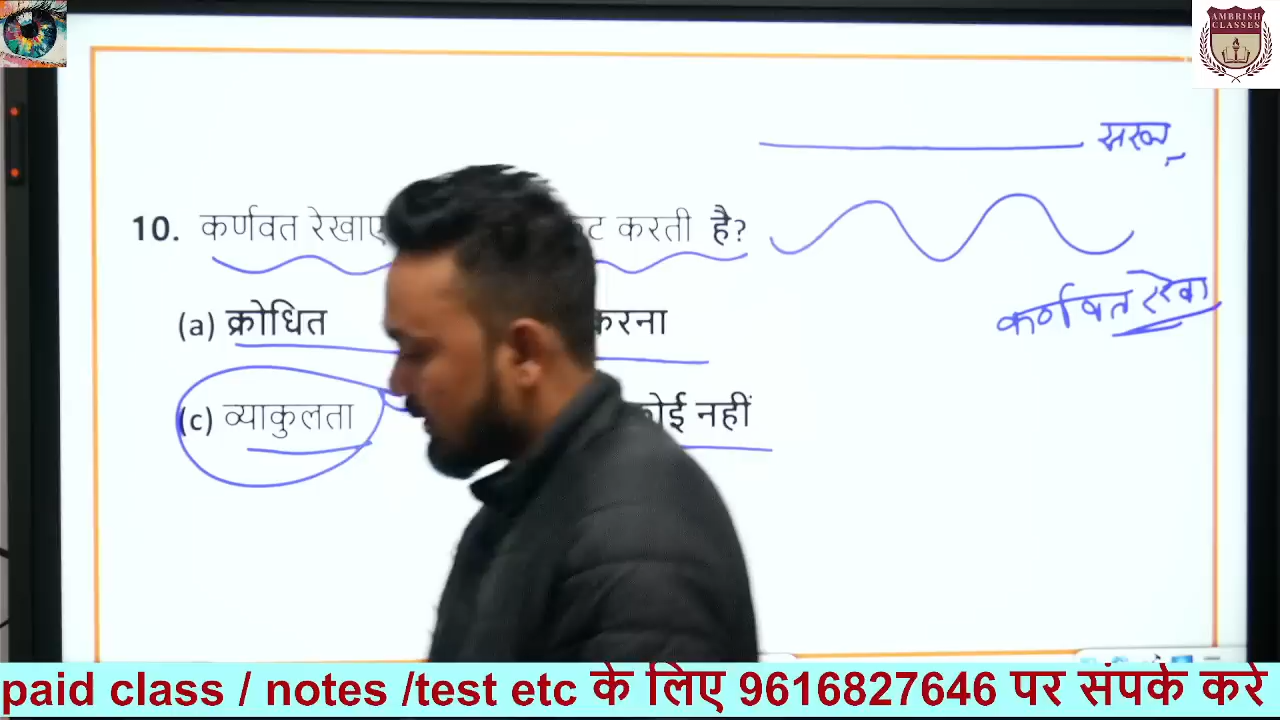 AMBRISH
CLASSES
सरल
10. कर्णवत रेखाए करती है?
कर्णवत रेखा
(a) क्रोधित करना
(c) व्याकुलता कोई नहीं
paid class / notes /test etc के लिए 9616827646 पर संपर्क करे